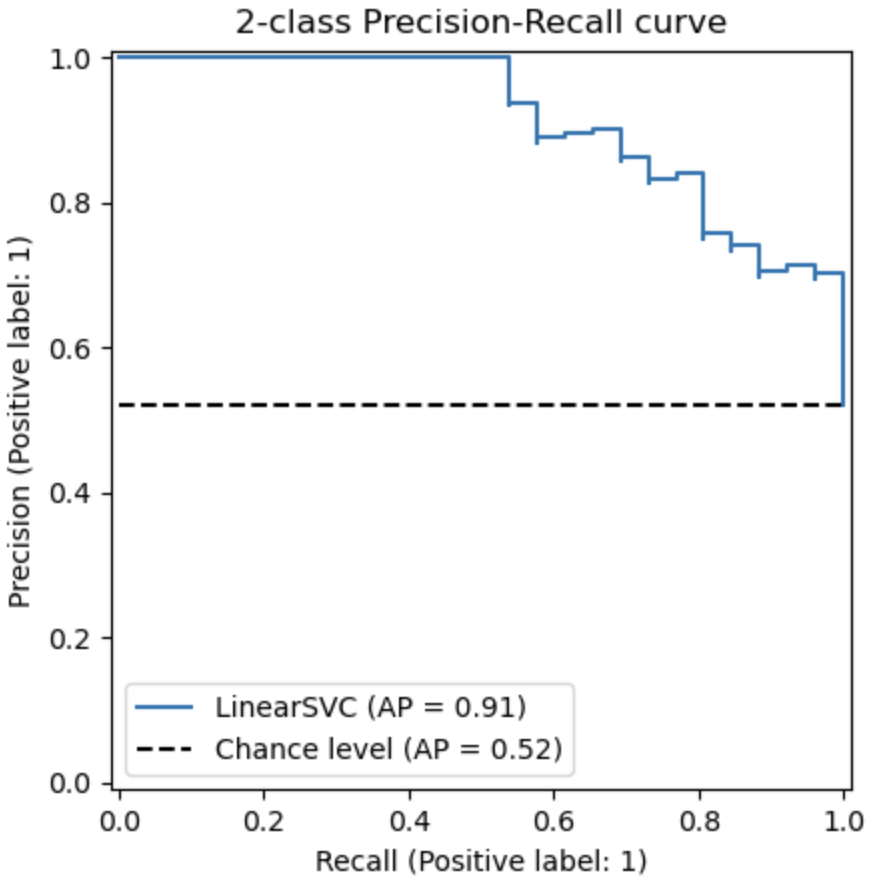 2-class Precision-Recall curve
1.0
0.8
0.6
0.4
0.2
0.0
Precision (Positive label: 1)
LinearSVC (AP = 0.91)
Chance level (AP = 0.52)
0.0 0.2 0.4 0.6 0.8 1.0
Recall (Positive label: 1)